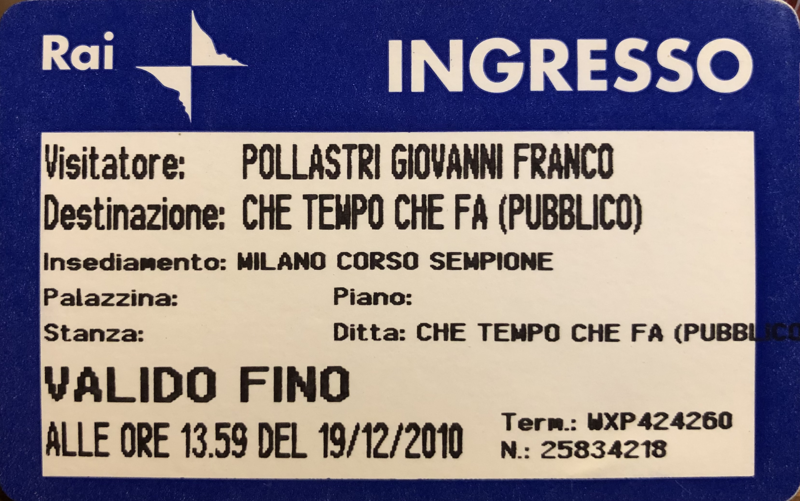 Rai INGRESSO
Visitatore: POLLASTRI GIOVANNI FRANCO
Destinazione: CHE TEMPO CHE FA (PUBBLICO)
Insediamento: MILANO CORSO SEMPIONE
Palazzina: Piano:
Stanza: Ditta: CHE TEMPO CHE FA (PUBBLICO
VALIDO FINO
ALLE ORE 13.59 DEL 19/12/2010
Term.: WXP424260
N.: 25834218